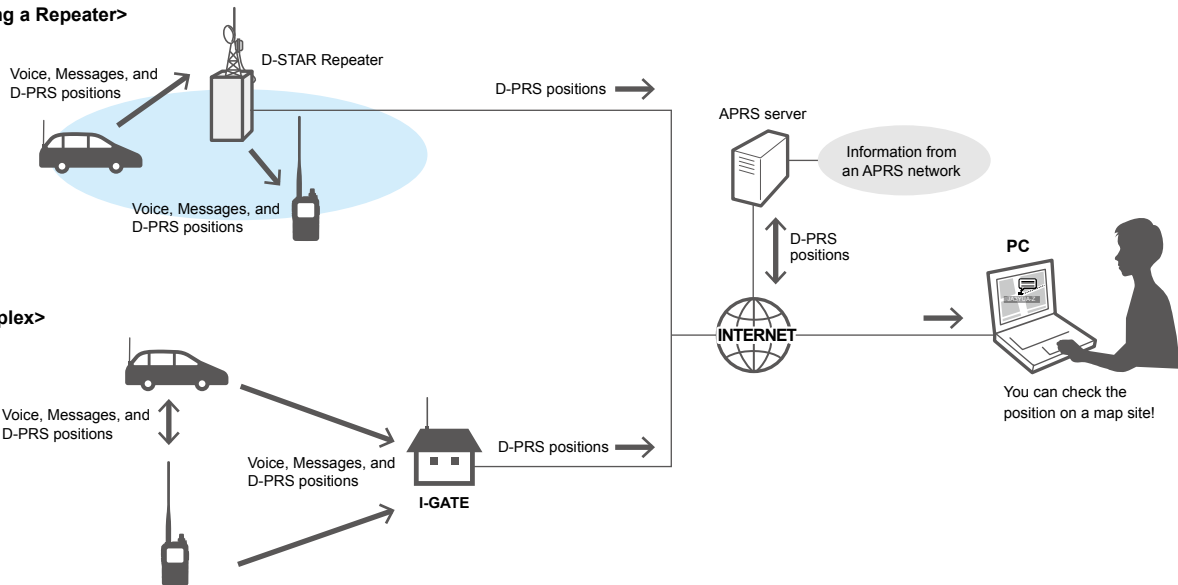 ng a Repeater>
D-STAR Repeater
Voice, Messages, and
D-PRS positions
D-PRS positions
Voice, Messages, and
D-PRS positions
APRS server
Information from
an APRS network
D-PRS
positions
PC
INTERNET
You can check the
position on a map site!
plex>
Voice, Messages, and
D-PRS positions
Voice, Messages, and
D-PRS positions
D-PRS positions
I-GATE